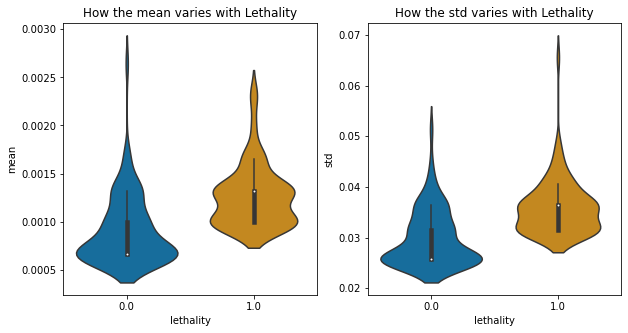 How the mean varies with Lethality
0.0030
0.0025
0.0020
0.0015
0.0010
0.0005
mean
0.0
1.0
lethality
How the std varies with Lethality
0.07
0.06
0.05
0.04
0.03
0.02
std
0.0
1.0
lethality